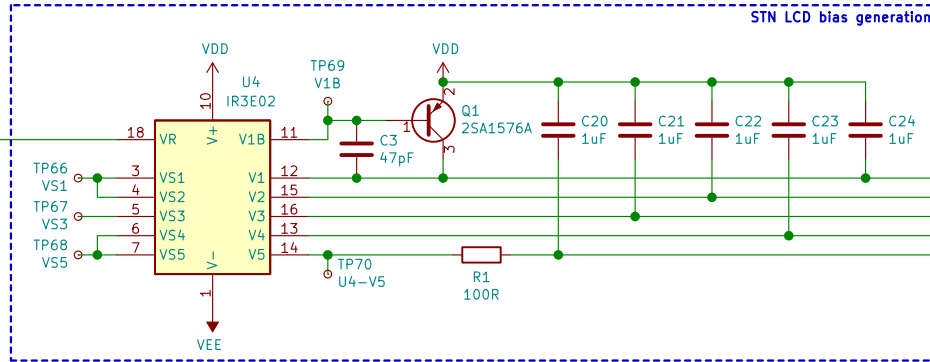 STN LCD bias generation
VDD
VDD
TP69
V1B
U4
IR3E02
10
2
Q1
2SA1576A
1
3
C3
47pF
C20
1uF
C21
1uF
C22
1uF
C23
1uF
C24
1uF
18 VR
V+
V1B 11
TP66
VS1
3 VS1
V1 12
4 VS2
V2 15
TP67
VS3
5 VS3
V3 16
6 VS4
V4 13
TP68
VS5
7 VS5
V5 14
V-
1
TP70
U4-V5
R1
100R
VEE